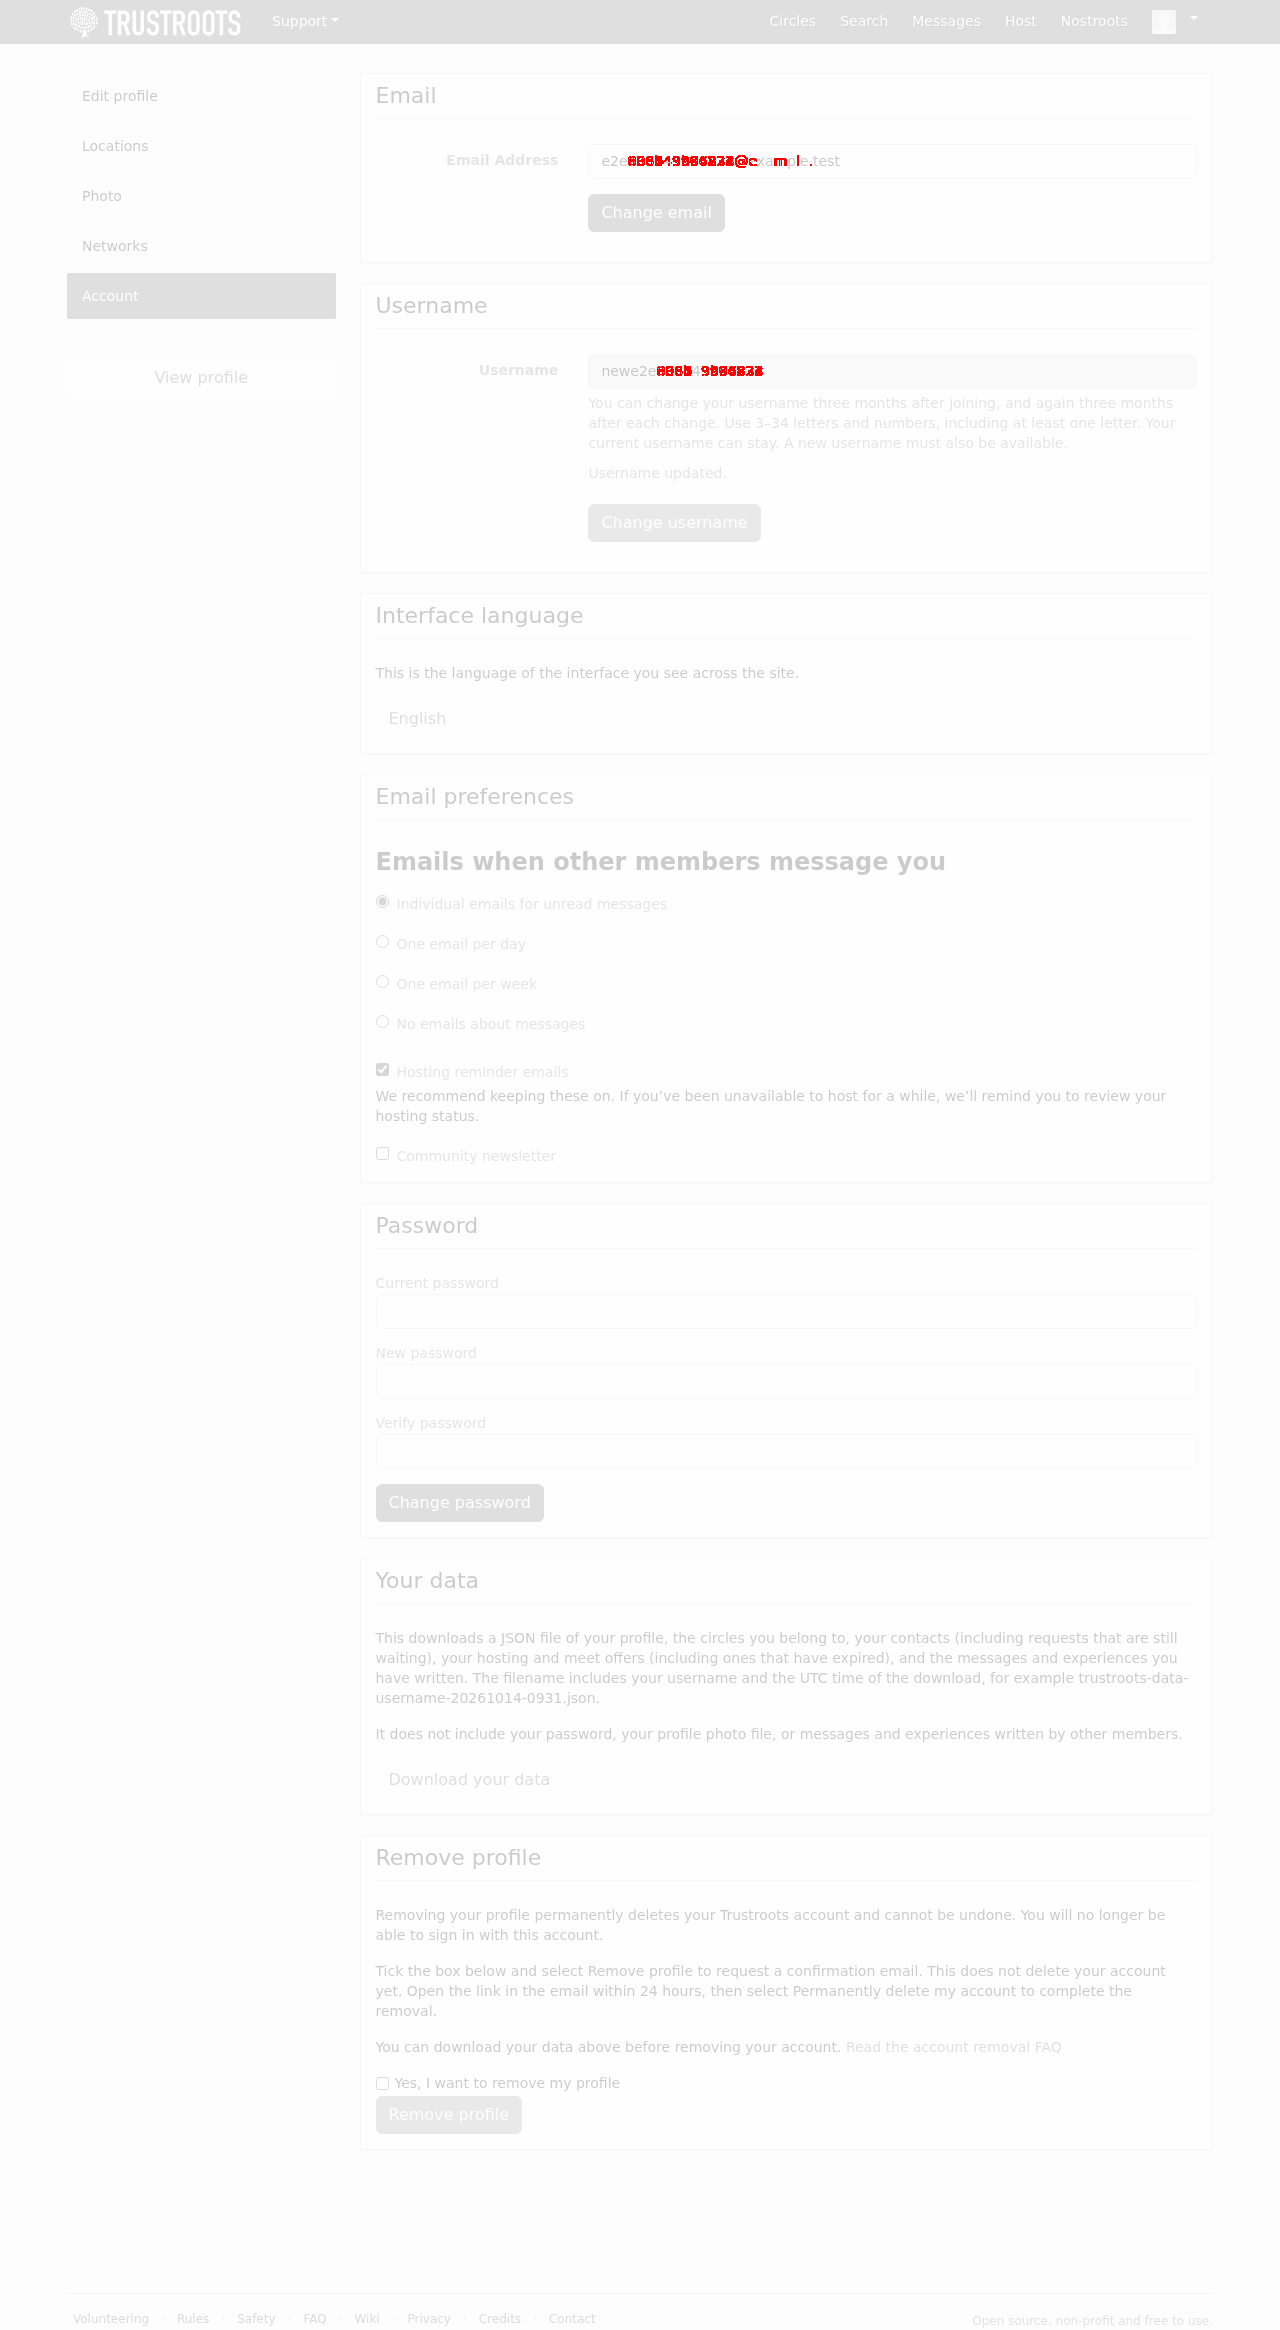 TRUSTROOTS Support Circles Search Messages Host Nostroots
Edit profile
Locations
Photo
Networks
Account
View profile
Email
Email Address
Change email
Username
Username
You can change your username three months after joining, and again three months
after each change. Use 3–34 letters and numbers, including at least one letter. Your
current username can stay. A new username must also be available.
Username updated.
Change username
Interface language
This is the language of the interface you see across the site.
English
Email preferences
Emails when other members message you
Individual emails for unread messages
One email per day
One email per week
No emails about messages
Hosting reminder emails
We recommend keeping these on. If you’ve been unavailable to host for a while, we’ll remind you to review your
hosting status.
Community newsletter
Password
Current password
New password
Verify password
Change password
Your data
This downloads a JSON file of your profile, the circles you belong to, your contacts (including requests that are still
waiting), your hosting and meet offers (including ones that have expired), and the messages and experiences you
have written. The filename includes your username and the UTC time of the download, for example trustroots-data-
username-20261014-0931.json.
It does not include your password, your profile photo file, or messages and experiences written by other members.
Download your data
Remove profile
Removing your profile permanently deletes your Trustroots account and cannot be undone. You will no longer be
able to sign in with this account.
Tick the box below and select Remove profile to request a confirmation email. This does not delete your account
yet. Open the link in the email within 24 hours, then select Permanently delete my account to complete the
removal.
You can download your data above before removing your account. Read the account removal FAQ
Yes, I want to remove my profile
Remove profile
Volunteering · Rules · Safety · FAQ · Wiki · Privacy · Credits · Contact
Open source, non-profit and free to use.